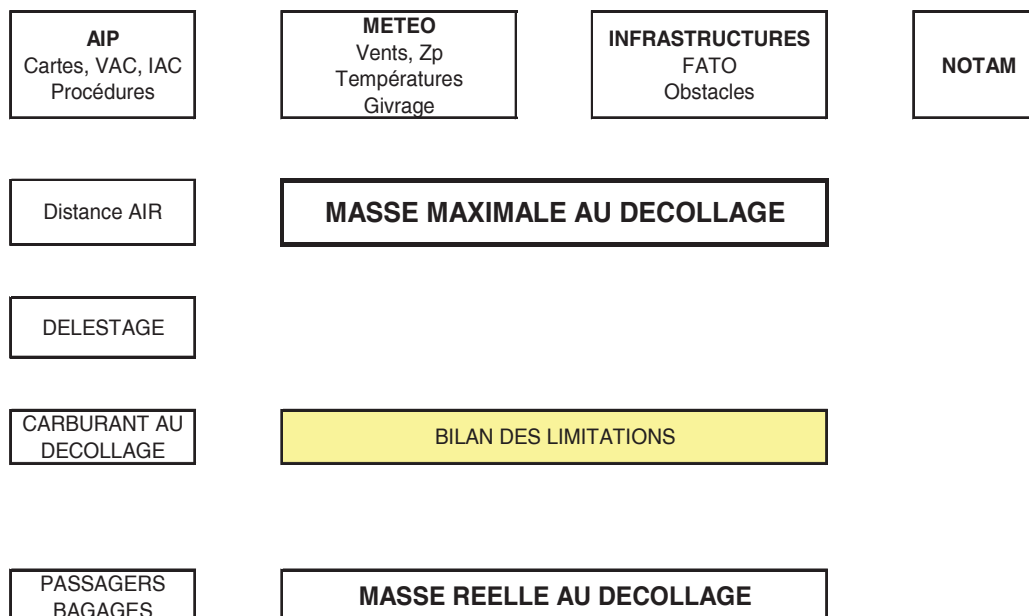 AIP
Cartes, VAC, IAC
Procédures
METEO
Vents, Zp
Températures
Givrage
INFRASTRUCTURES
FATO
Obstacles
NOTAM
Distance AIR
MASSE MAXIMALE AU DECOLLAGE
DELESTAGE
CARBURANT AU
DECOLLAGE
BILAN DES LIMITATIONS
PASSAGERS
BAGAGES
MASSE REELLE AU DECOLLAGE